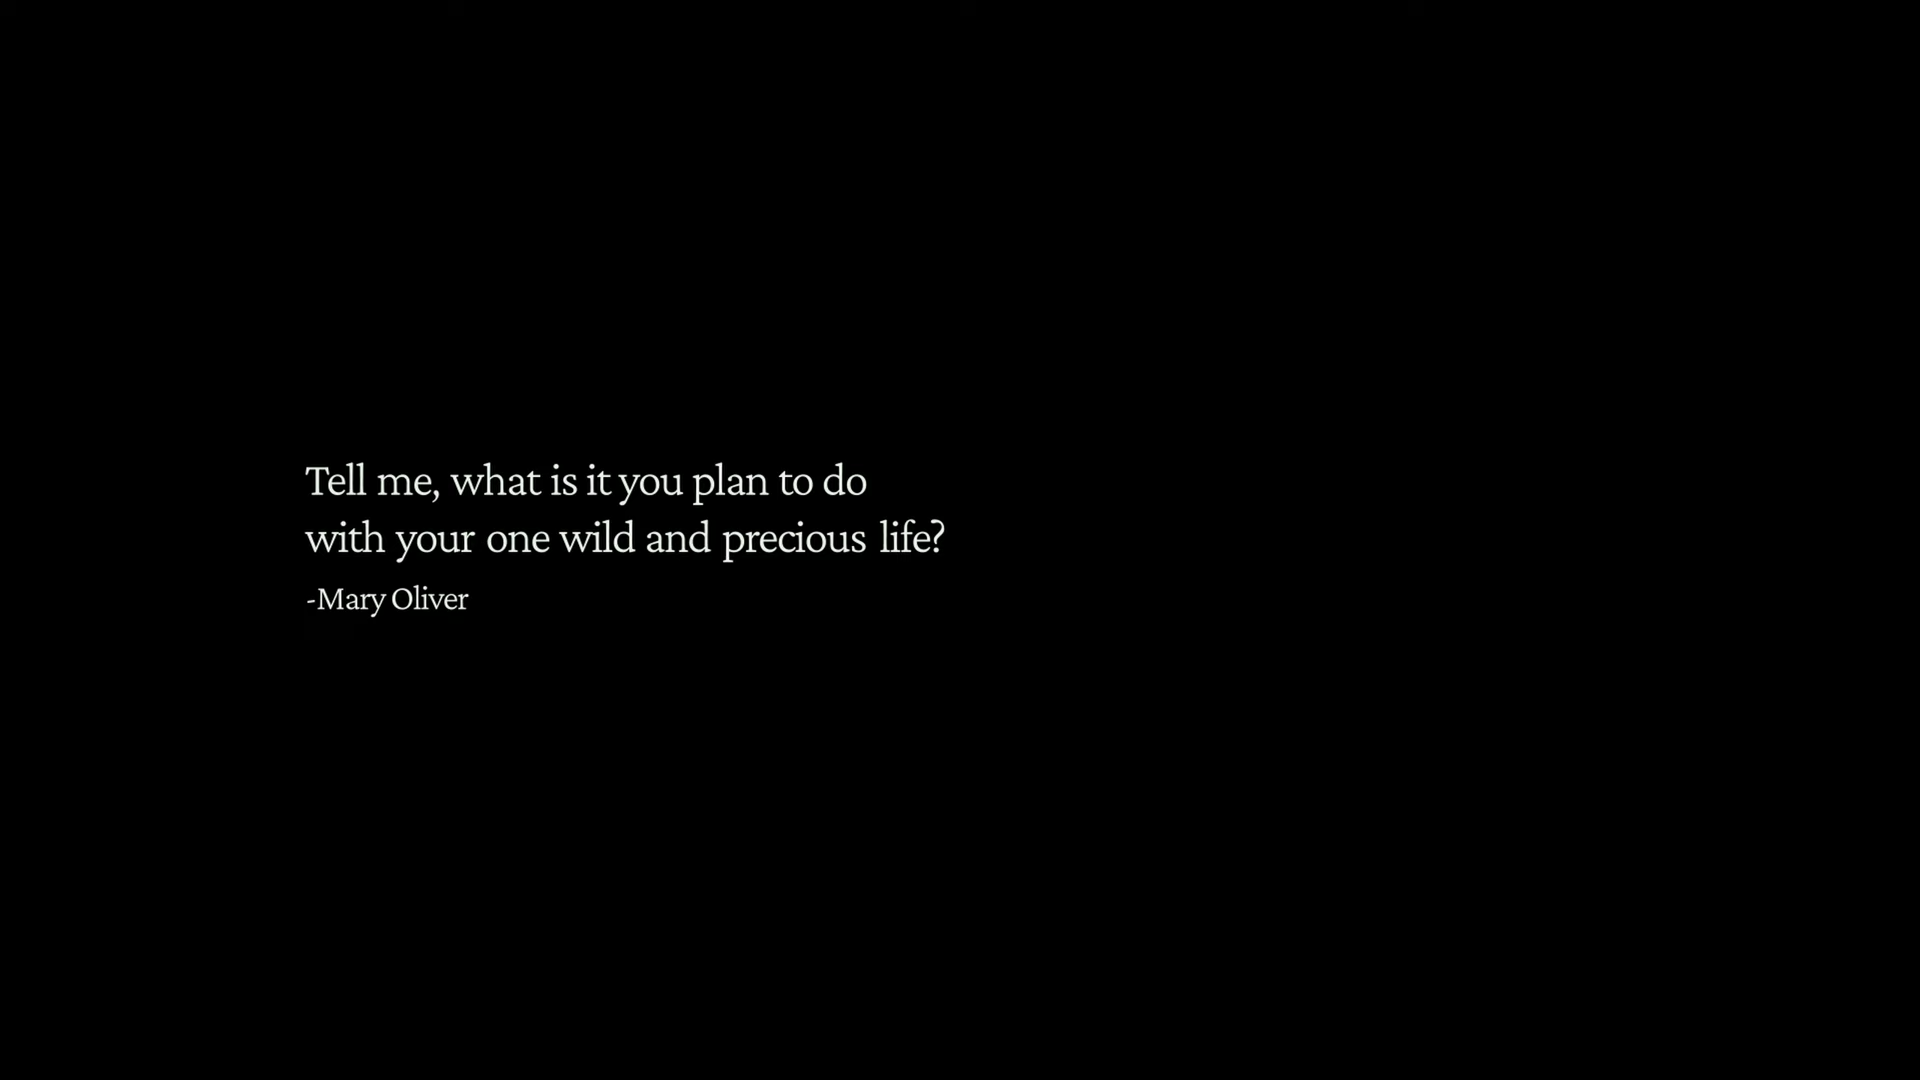 Tell me, what is it you plan to do
with your one wild and precious life?
-Mary Oliver